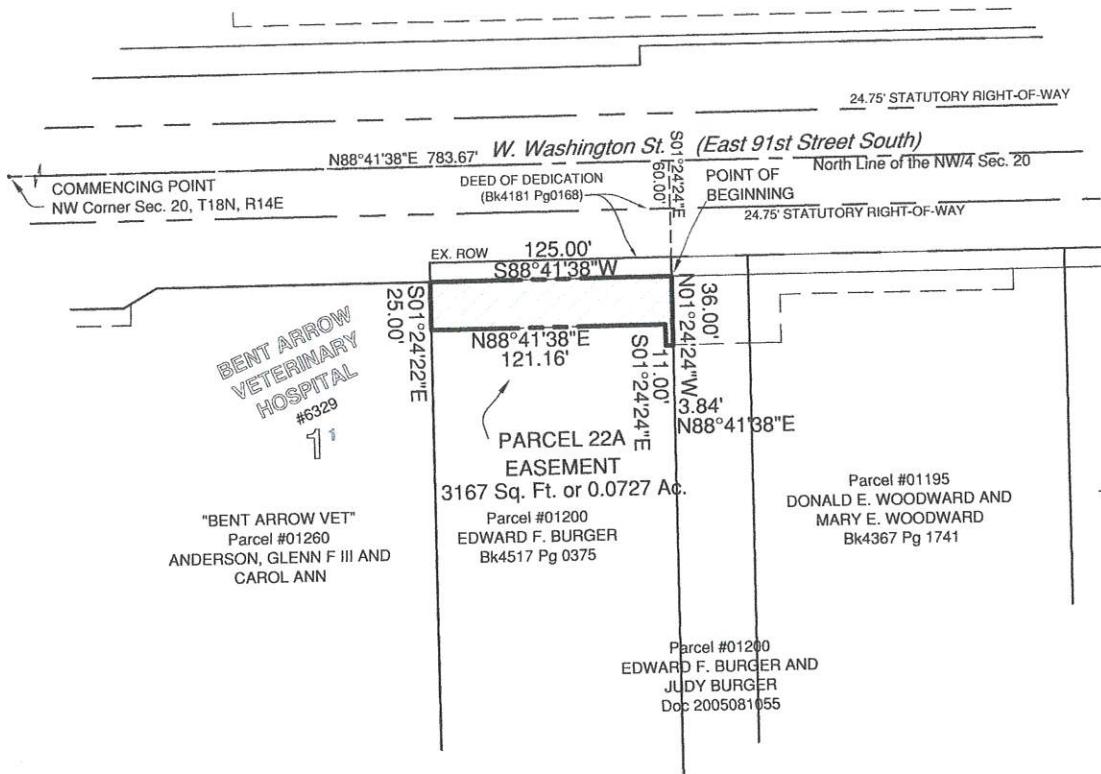 24.75' STATUTORY RIGHT-OF-WAY
N88°41'38"E 783.67'
W. Washington St. (East 91st Street South)
S01°24'24"E
60.00'
North Line of the NW/4 Sec. 20
COMMENCING POINT
NW Corner Sec. 20, T18N, R14E
DEED OF DEDICATION
(Bk4181 Pg0168)
POINT OF
BEGINNING
24.75' STATUTORY RIGHT-OF-WAY
EX. ROW
125.00'
S88°41'38"W
S01°24'22"E
25.00'
36.00'
N01°24'24"W
N88°41'38"E
121.16'
11.00'
S01°24'24"E
3.84'
N88°41'38"E
BENT ARROW
VETERINARY
HOSPITAL
#6329
1
PARCEL 22A
EASEMENT
3167 Sq. Ft. or 0.0727 Ac.
"BENT ARROW VET"
Parcel #01260
ANDERSON, GLENN F III AND
CAROL ANN
Parcel #01200
EDWARD F. BURGER
Bk4517 Pg 0375
Parcel #01195
DONALD E. WOODWARD AND
MARY E. WOODWARD
Bk4367 Pg 1741
Parcel #01200
EDWARD F. BURGER AND
JUDY BURGER
Doc 2005081055